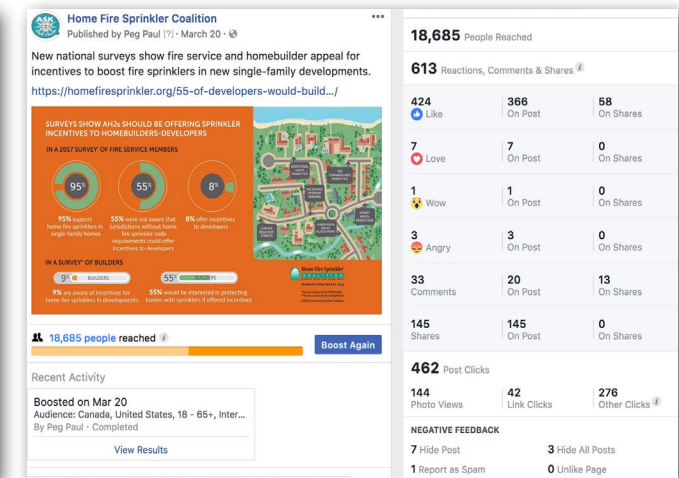 Home Fire Sprinkler Coalition
Published by Peg Paul [?] · March 20 ·
New national surveys show fire service and homebuilder appeal for
incentives to boost fire sprinklers in new single-family developments.
https://homefiresprinkler.org/55-of-developers-would-build.../
SURVEYS SHOW AHJs SHOULD BE OFFERING SPRINKLER
INCENTIVES TO HOMEBUILDERS-DEVELOPERS
IN A 2017 SURVEY* OF FIRE SERVICE MEMBERS
95%
55%
8%
95% support
home fire sprinklers in
single-family homes
55% were not aware that
jurisdictions without home
fire sprinkler code
requirements could offer
incentives to developers
8% offer incentives
to developers
IN A SURVEY* OF BUILDERS
9% BUILDERS
55% BUILDERS
9% are aware of incentives for
home fire sprinklers in developments
55% would be interested in protecting
homes with sprinklers if offered incentives
Home Fire Sprinkler
COALITION
18,685 people reached
Boost Again
Recent Activity
Boosted on Mar 20
Audience: Canada, United States, 18 - 65+, Inter...
By Peg Paul · Completed
View Results
18,685 People Reached
613 Reactions, Comments & Shares
424
Like
366
On Post
58
On Shares
7
Love
7
On Post
0
On Shares
1
Wow
1
On Post
0
On Shares
3
Angry
3
On Post
0
On Shares
33
Comments
20
On Post
13
On Shares
145
Shares
145
On Post
0
On Shares
462 Post Clicks
144
Photo Views
42
Link Clicks
276
Other Clicks
NEGATIVE FEEDBACK
7 Hide Post
3 Hide All Posts
1 Report as Spam
0 Unlike Page